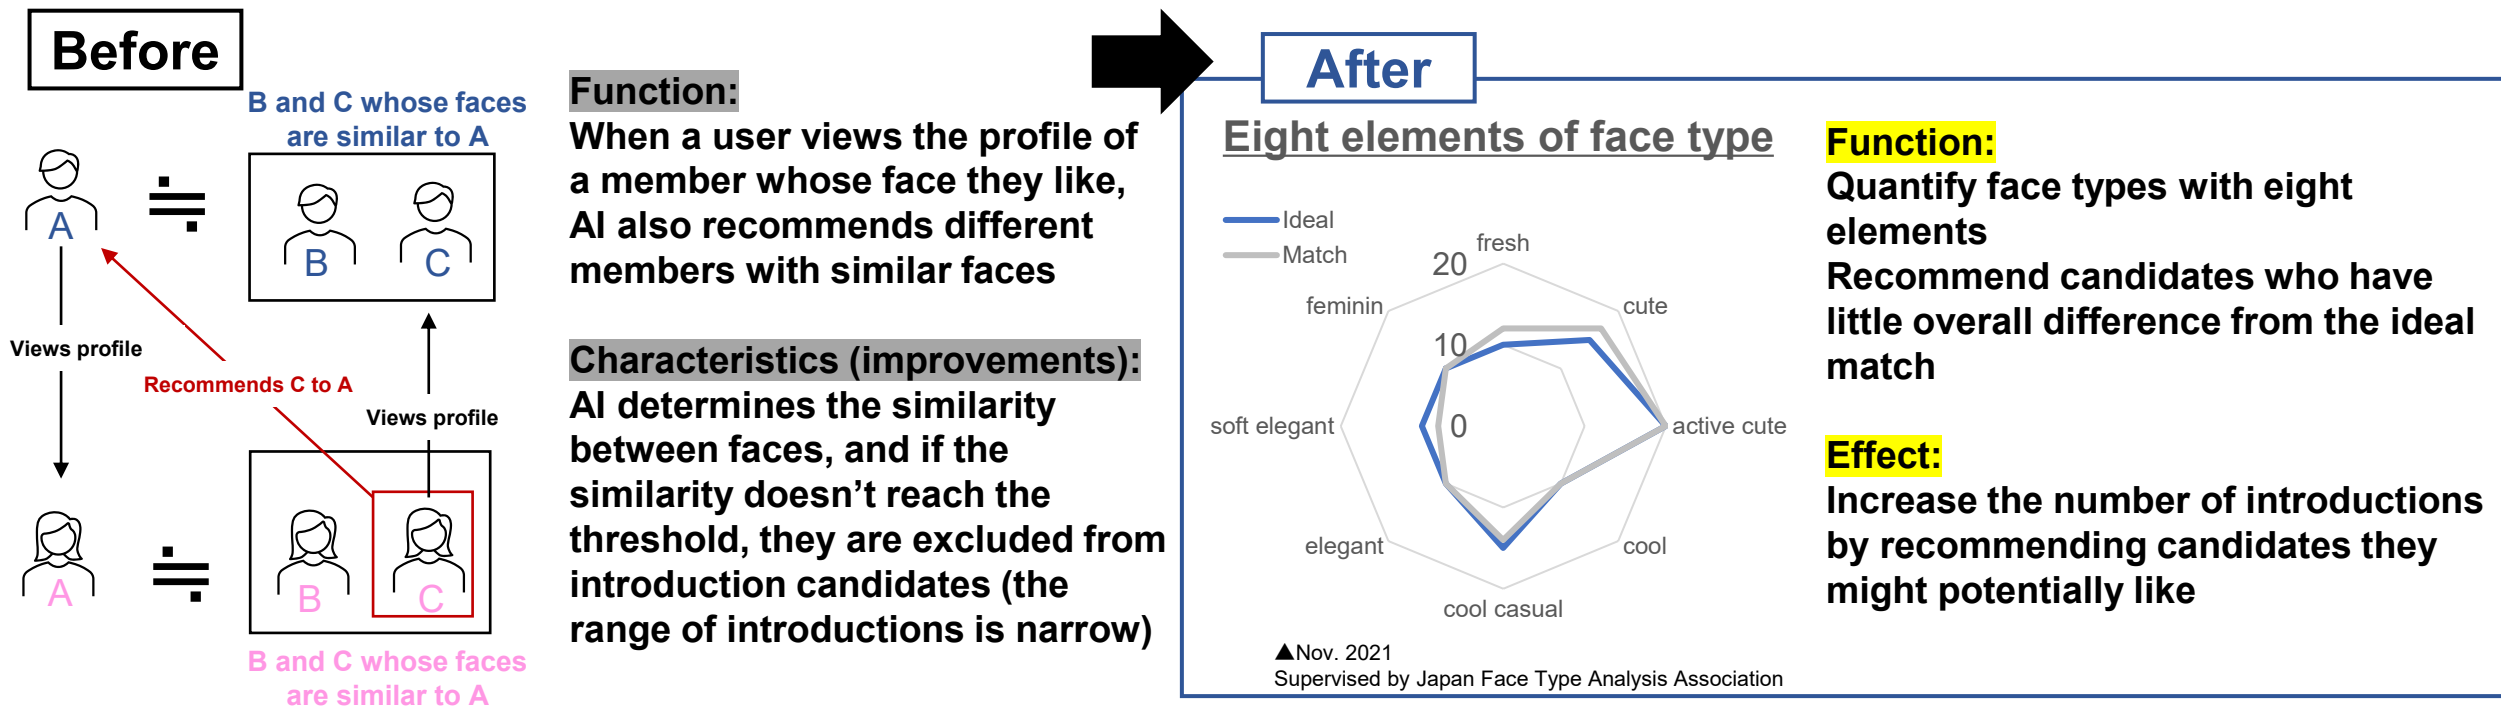 Before
B and C whose faces
are similar to A
A
B
C
Views profile
Recommends C to A
Views profile
A
B
C
B and C whose faces
are similar to A
Function:
When a user views the profile of
a member whose face they like,
AI also recommends different
members with similar faces
Characteristics (improvements):
AI determines the similarity
between faces, and if the
similarity doesn't reach the
threshold, they are excluded from
introduction candidates (the
range of introductions is narrow)
After
Eight elements of face type
Ideal
Match
fresh
20
feminin
cute
10
soft elegant
0
active cute
elegant
cool
cool casual
▲Nov. 2021
Supervised by Japan Face Type Analysis Association
Function:
Quantify face types with eight
elements
Recommend candidates who have
little overall difference from the ideal
match
Effect:
Increase the number of introductions
by recommending candidates they
might potentially like